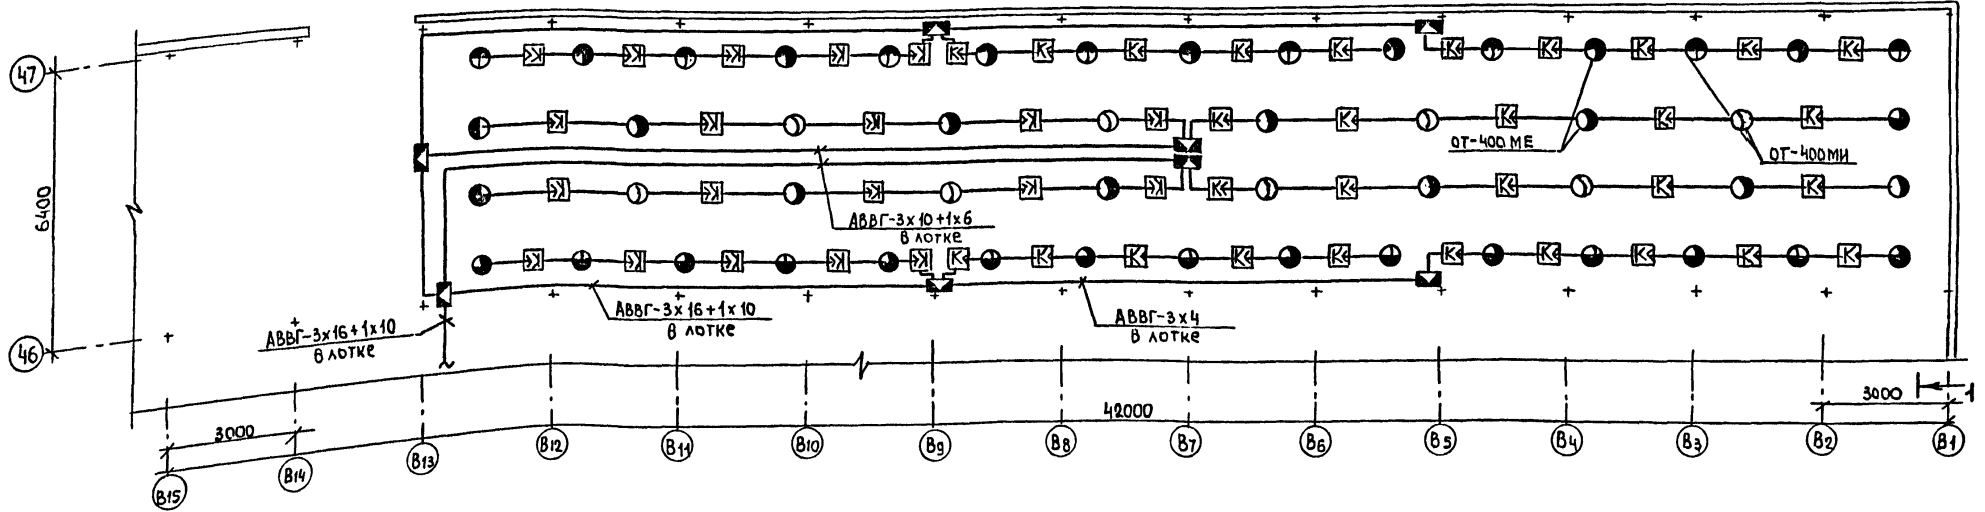 47
46
6400
ОТ-400 МЕ
ОТ-400МИ
АВВГ-3х10+1х6
В ЛОТКЕ
АВВГ-3х16+1х10
В ЛОТКЕ
АВВГ-3х16+1х10
В ЛОТКЕ
АВВГ-3х4
В ЛОТКЕ
3000
42000
3000
1
В15
В14
В13
В12
В11
В10
В9
В8
В7
В6
В5
В4
В3
В2
В1